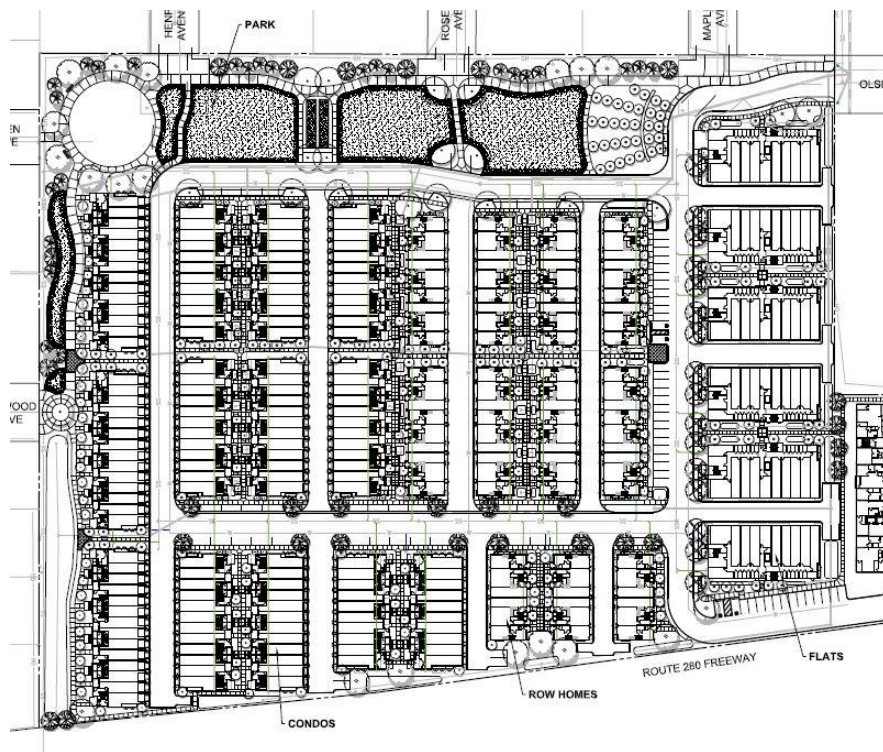 HENR
AVEN
PARK
ROSE
AVE
MAPL
AVE
OLS
EN
VE
WOOD
VE
ROUTE 280 FREEWAY
FLATS
ROW HOMES
CONDOS